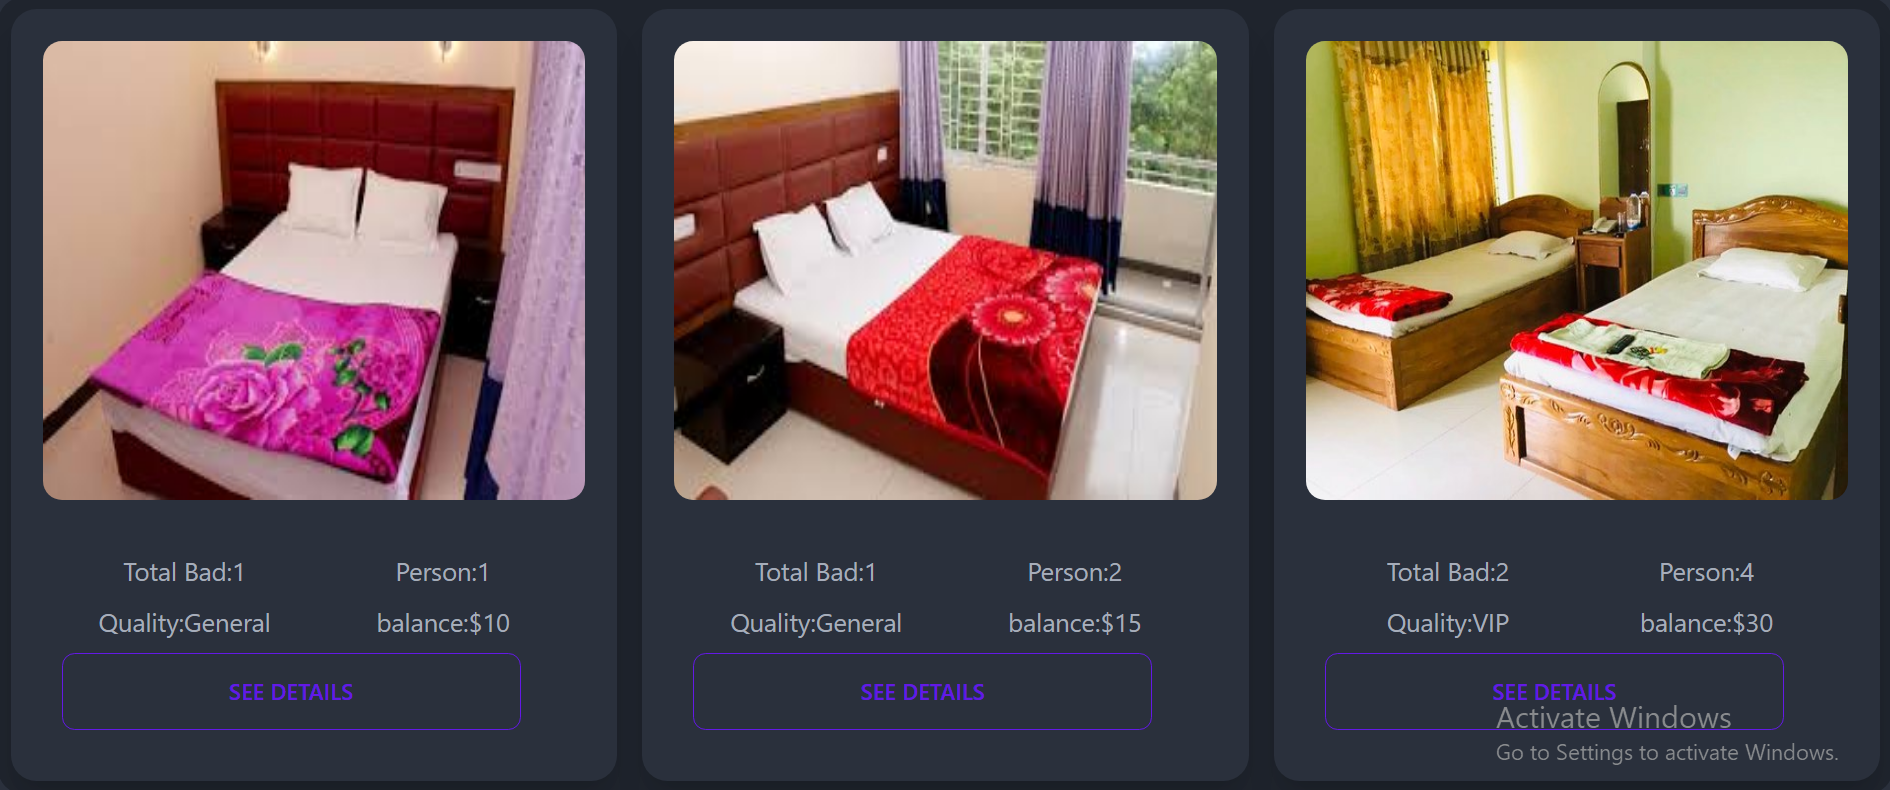 Total Bad:1 Person:1
Quality:General balance:$10
SEE DETAILS
Total Bad:1 Person:2
Quality:General balance:$15
SEE DETAILS
Total Bad:2 Person:4
Quality:VIP balance:$30
SEE DETAILS
Activate Windows
Go to Settings to activate Windows.